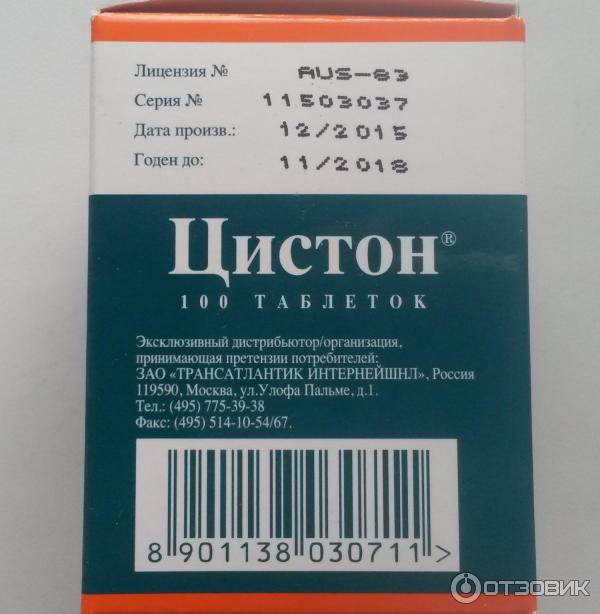 Лицензия № AUS-83
Серия № 11503037
Дата произв.: 12/2015
Годен до: 11/2018
Цистон®
100 ТАБЛЕТОК
Эксклюзивный дистрибьютор/организация,
принимающая претензии потребителей:
ЗАО «ТРАНСАТЛАНТИК ИНТЕРНЕЙШНЛ», Россия
119590, Москва, ул.Улофа Пальме, д.1.
Тел.: (495) 775-39-38
Факс: (495) 514-10-54/67.
8 901138 030711 >
ОТЗОВИК